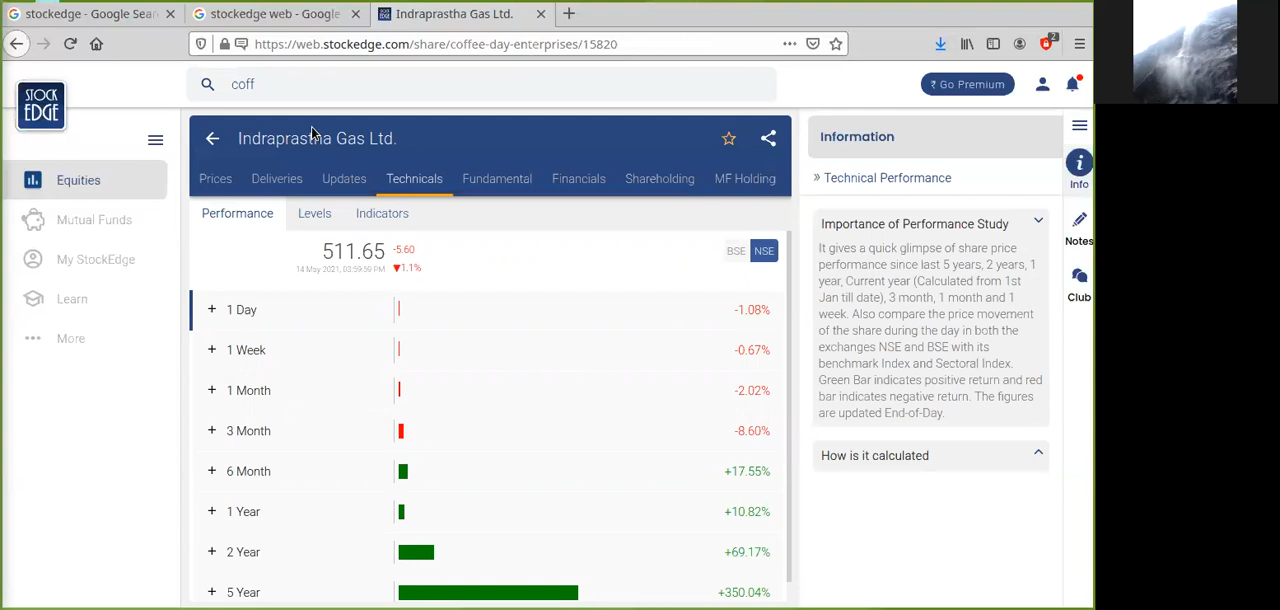 stockedge - Google Sear
stockedge web - Google
Indraprastha Gas Ltd.
https://web.stockedge.com/share/coffee-day-enterprises/15820
2
STOCK EDGE
coff
₹ Go Premium
Equities
Mutual Funds
My StockEdge
Learn
More
Indraprastha Gas Ltd.
Prices Deliveries Updates Technicals Fundamental Financials Shareholding MF Holding
Performance Levels Indicators
511.65 -5.60
14 May 2021, 03:59:59 PM ▼1.1%
BSE NSE
+ 1 Day -1.08%
+ 1 Week -0.67%
+ 1 Month -2.02%
+ 3 Month -8.60%
+ 6 Month +17.55%
+ 1 Year +10.82%
+ 2 Year +69.17%
+ 5 Year +350.04%
Information
» Technical Performance
Importance of Performance Study
It gives a quick glimpse of share price
performance since last 5 years, 2 years, 1
year, Current year (Calculated from 1st
Jan till date), 3 month, 1 month and 1
week. Also compare the price movement
of the share during the day in both the
exchanges NSE and BSE with its
benchmark Index and Sectoral Index.
Green Bar indicates positive return and red
bar indicates negative return. The figures
are updated End-of-Day.
How is it calculated
Info
Notes
Club